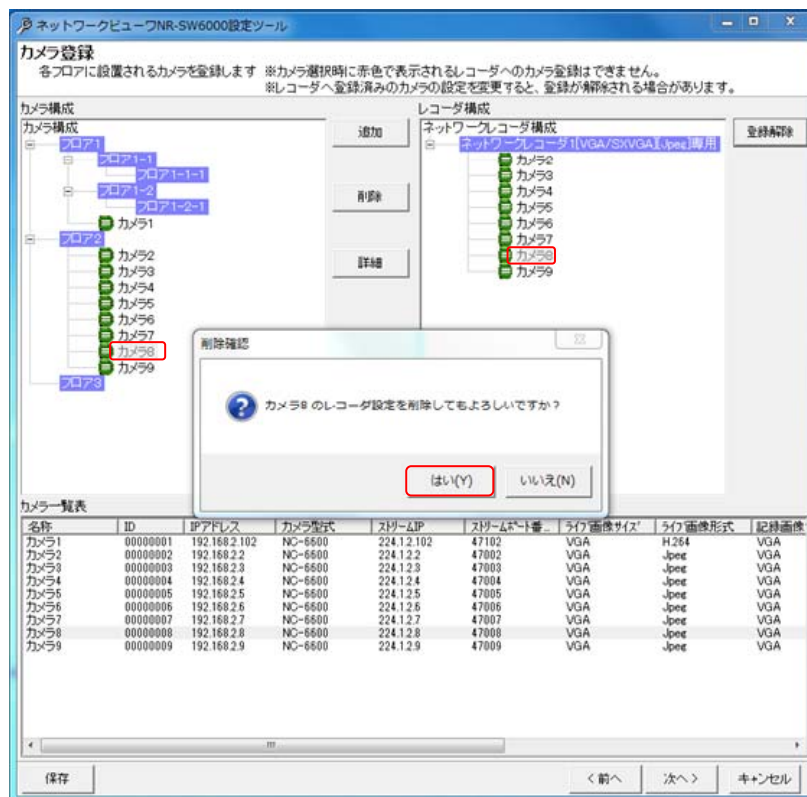 ネットワークビューワNR-SW6000設定ツール
カメラ登録
各フロアに設置されるカメラを登録します ※カメラ選択時に赤色で表示されるレコーダへのカメラ登録はできません。
※レコーダへ登録済みのカメラの設定を変更すると、登録が解除される場合があります。
カメラ構成
カメラ構成
フロア1
フロア1-1
フロア1-1-1
フロア1-2
フロア1-2-1
カメラ1
フロア2
カメラ2
カメラ3
カメラ4
カメラ5
カメラ6
カメラ7
カメラ8
カメラ9
フロア3
追加
削除
詳細
レコーダ構成
ネットワークレコーダ構成
ネットワークレコーダ1[VGA/SXVGA][Jpeg]専用
カメラ2
カメラ3
カメラ4
カメラ5
カメラ6
カメラ7
カメラ8
カメラ9
登録解除
削除確認
カメラ8 のレコーダ設定を削除してもよろしいですか?
はい(Y) いいえ(N)
カメラ一覧表
名称 ID IPアドレス カメラ型式 ストリームIP ストリームポート番... ライブ画像サイズ ライブ画像形式 記録画像
カメラ1 00000001 192.168.2.102 NC-6600 224.1.2.102 47102 VGA H.264 VGA
カメラ2 00000002 192.168.2.2 NC-6600 224.1.2.2 47002 VGA Jpeg VGA
カメラ3 00000003 192.168.2.3 NC-6600 224.1.2.3 47003 VGA Jpeg VGA
カメラ4 00000004 192.168.2.4 NC-6600 224.1.2.4 47004 VGA Jpeg VGA
カメラ5 00000005 192.168.2.5 NC-6600 224.1.2.5 47005 VGA Jpeg VGA
カメラ6 00000006 192.168.2.6 NC-6600 224.1.2.6 47006 VGA Jpeg VGA
カメラ7 00000007 192.168.2.7 NC-6600 224.1.2.7 47007 VGA Jpeg VGA
カメラ8 00000008 192.168.2.8 NC-6600 224.1.2.8 47008 VGA Jpeg VGA
カメラ9 00000009 192.168.2.9 NC-6600 224.1.2.9 47009 VGA Jpeg VGA
保存 <前へ 次へ> キャンセル